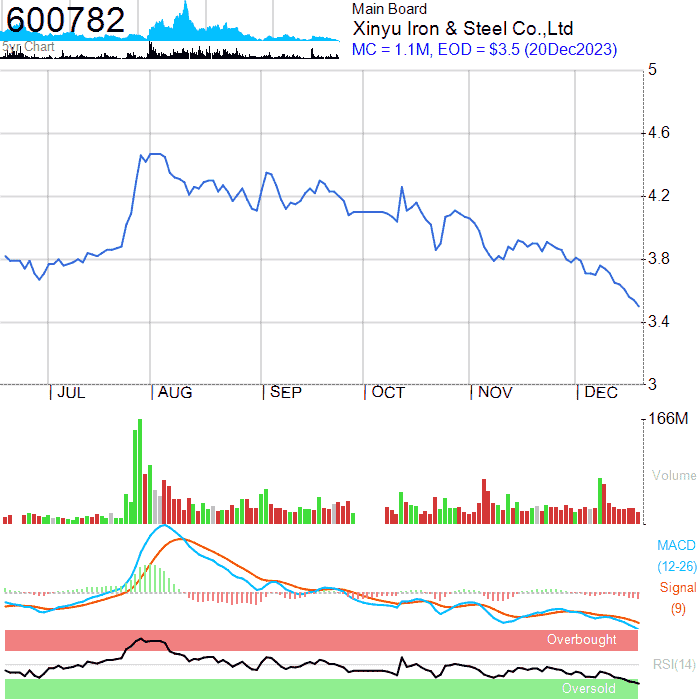 600782
5yr Chart
Main Board
Xinyu Iron & Steel Co.,Ltd
MC = 1.1M, EOD = $3.5 (20Dec2023)
5
4.6
4.2
3.8
3.4
3
JUL AUG SEP OCT NOV DEC
166M
Volume
MACD
(12-26)
Signal
(9)
Overbought
RSI(14)
Oversold